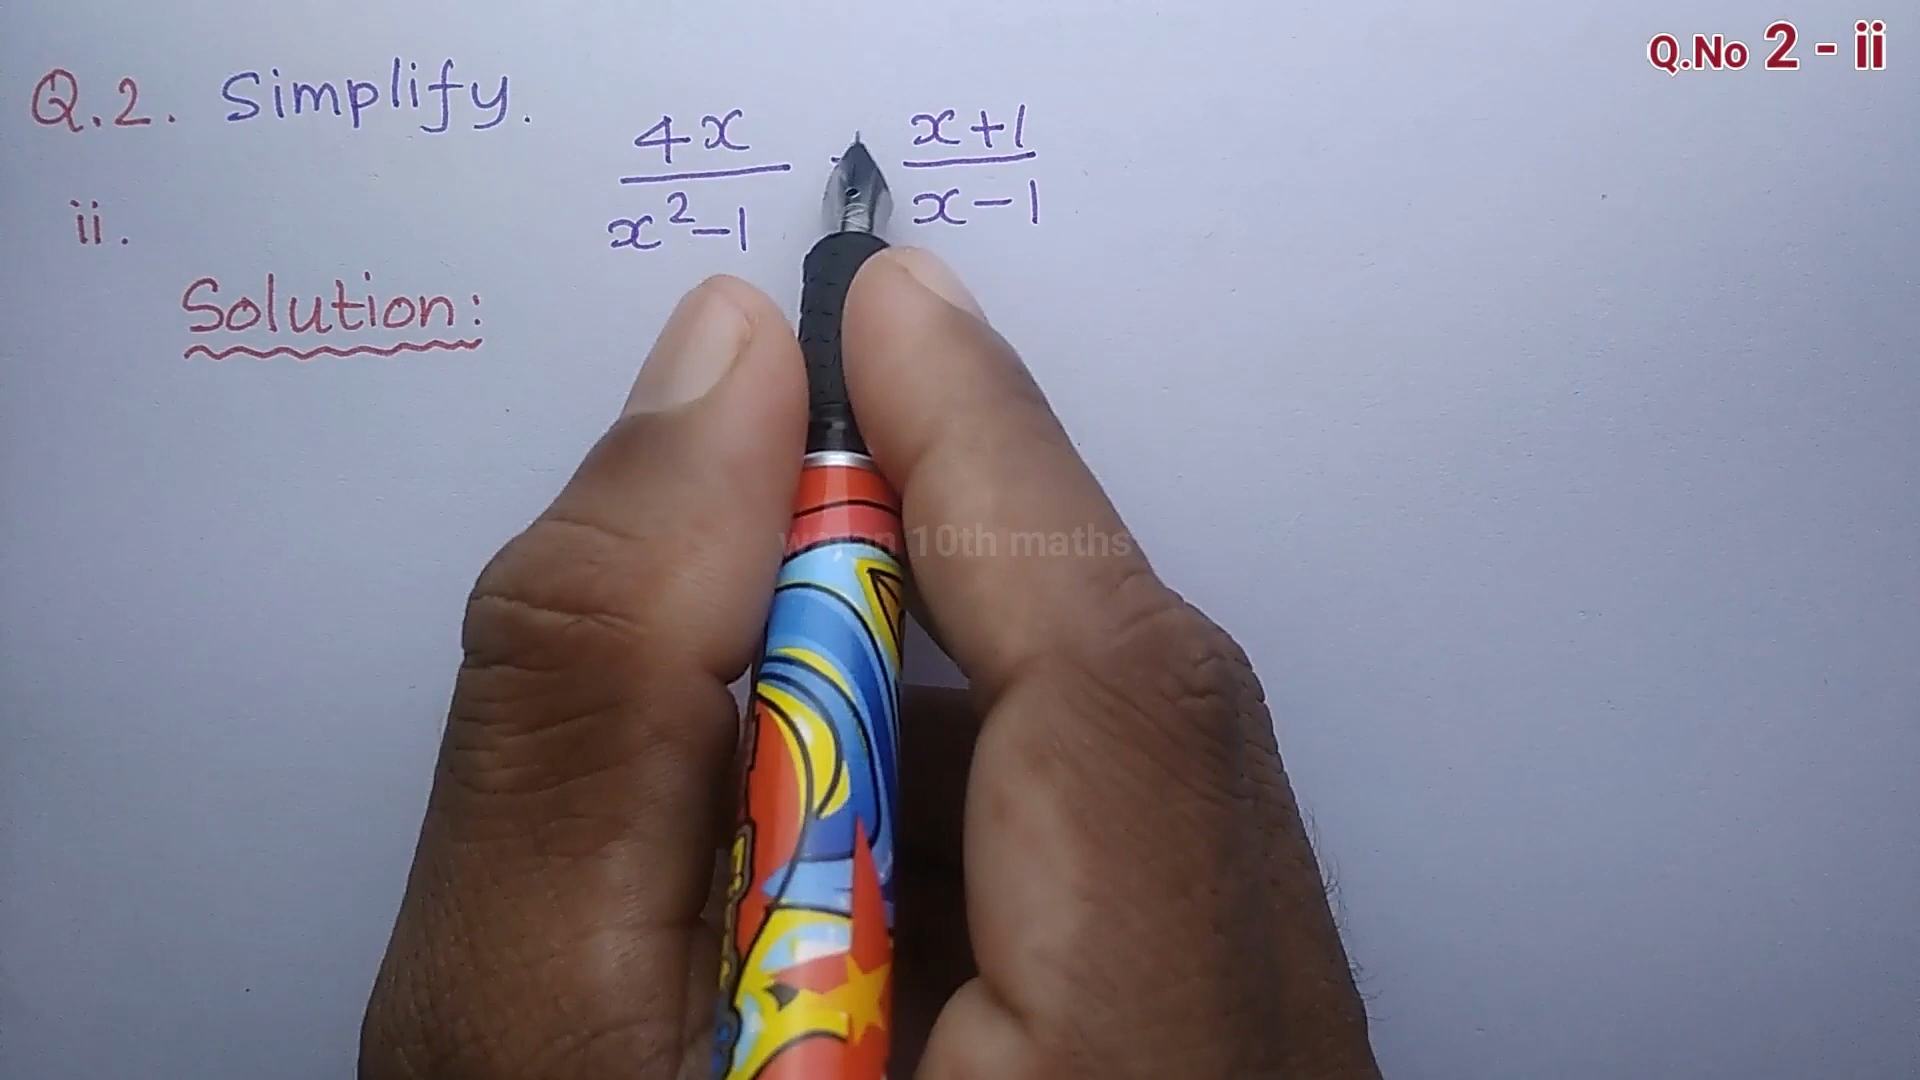 Q.No 2 - ii
Q.2. Simplify.
ii. 4x / x²-1 - x+1 / x-1
Solution:
10th maths